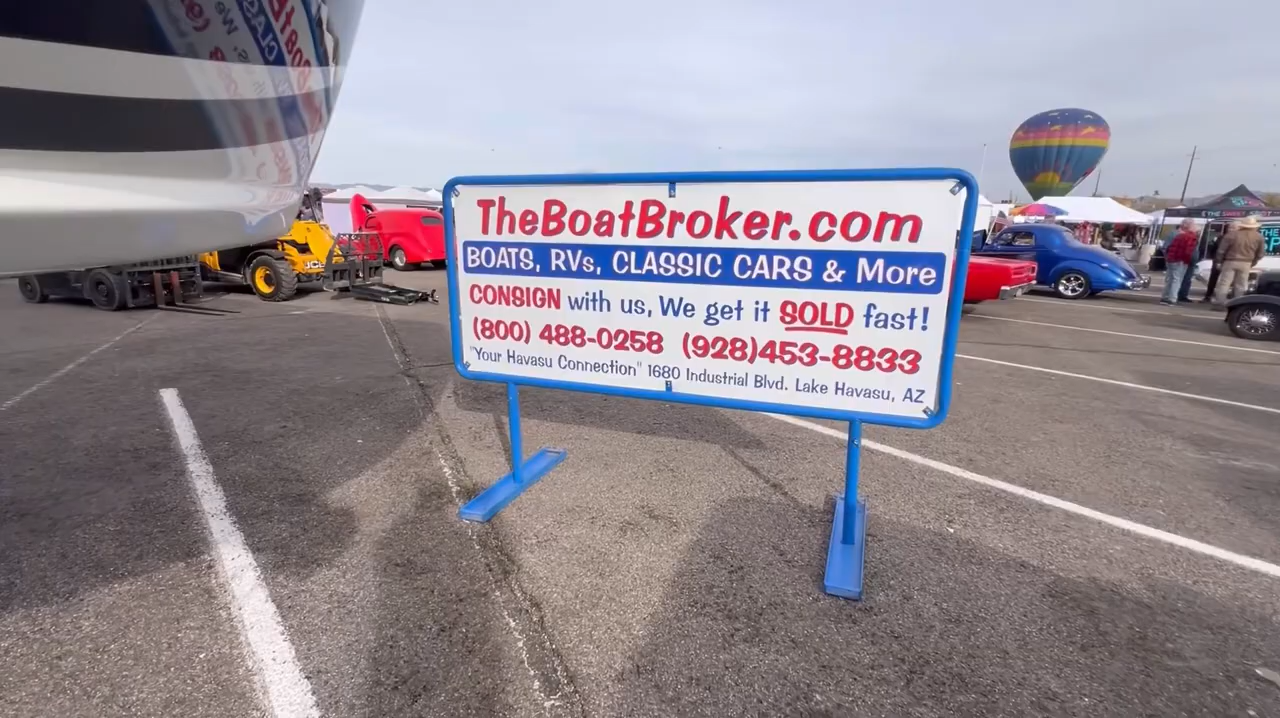 TheBoatBroker.com
BOATS, RVs, CLASSIC CARS & More
CONSIGN with us, We get it SOLD fast!
(800) 488-0258 (928)453-8833
"Your Havasu Connection" 1680 Industrial Blvd. Lake Havasu, AZ
JCB